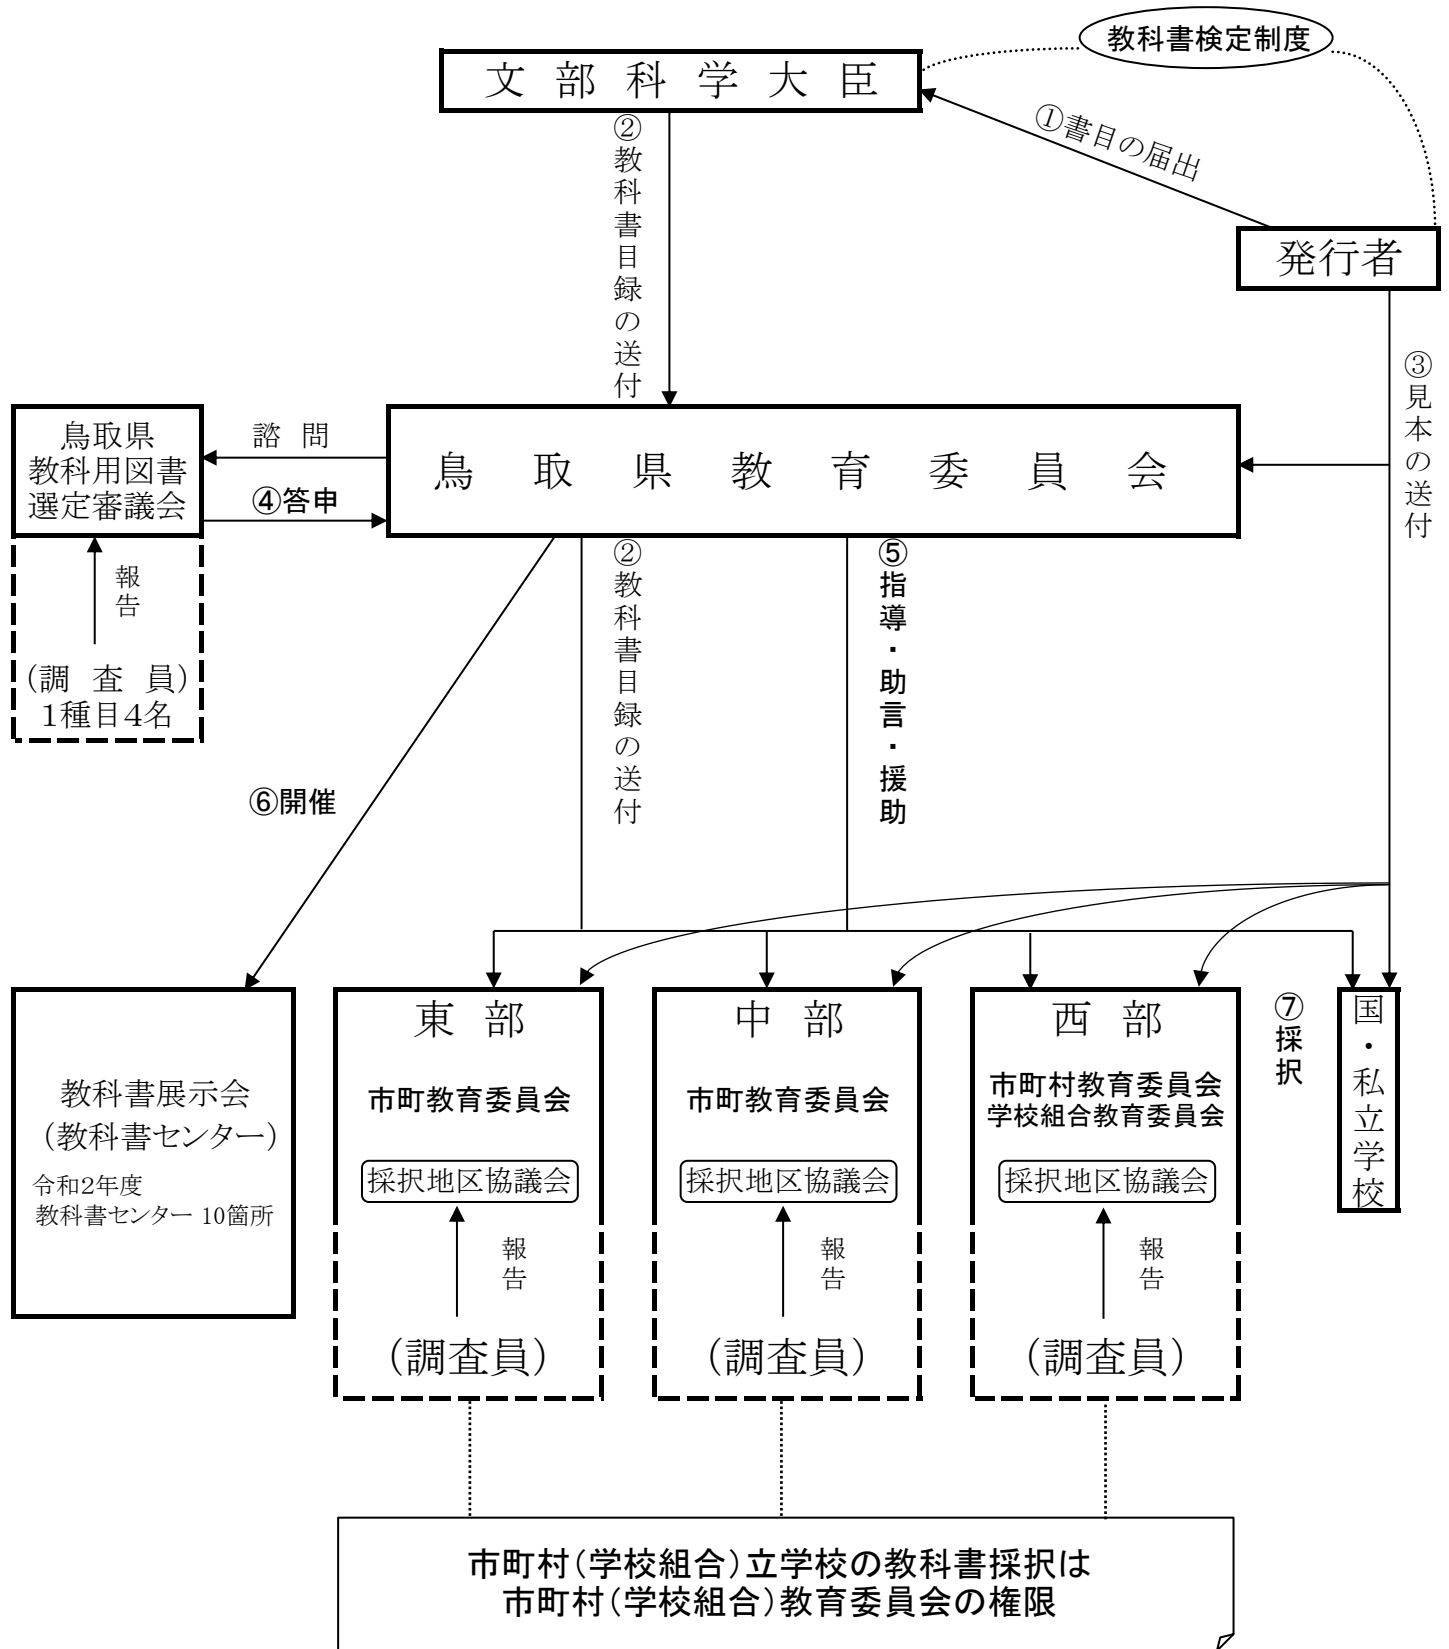 教科書検定制度
文部科学大臣
①書目の届出
②教科書目録の送付
発行者
③見本の送付
鳥取県
教科用図書
選定審議会
諮問
④答申
鳥取県教育委員会
報告
(調査員)
1種目4名
②教科書目録の送付
⑤指導・助言・援助
⑥開催
教科書展示会
(教科書センター)
令和2年度
教科書センター 10箇所
東部
市町教育委員会
採択地区協議会
報告
(調査員)
中部
市町教育委員会
採択地区協議会
報告
(調査員)
西部
市町村教育委員会
学校組合教育委員会
採択地区協議会
報告
(調査員)
⑦採択
国・私立学校
市町村(学校組合)立学校の教科書採択は
市町村(学校組合)教育委員会の権限